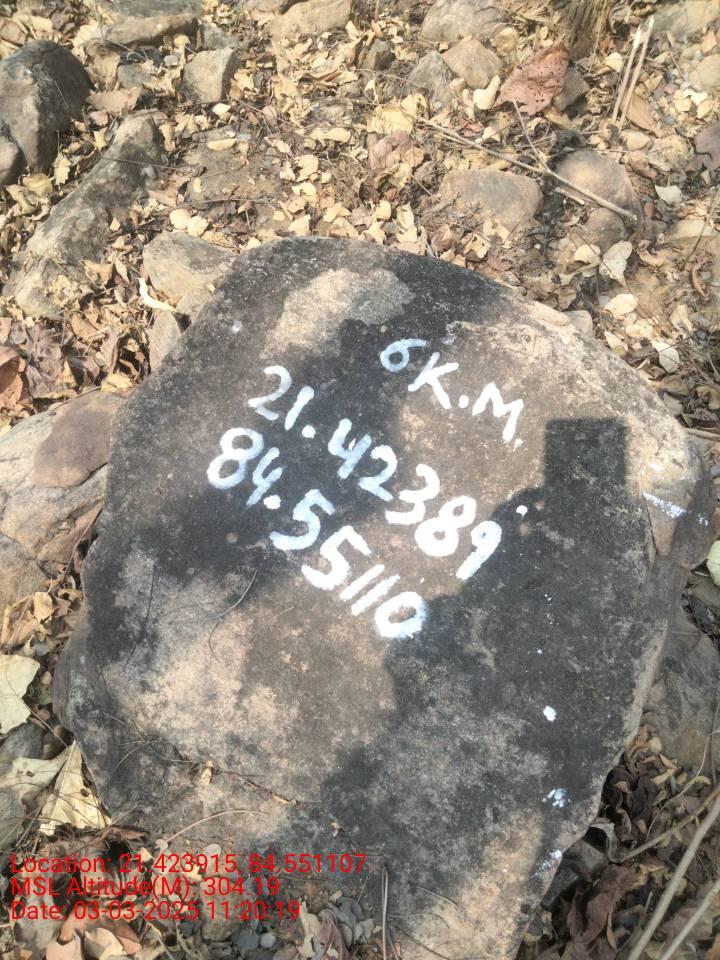 6 K.M.
21.42389
84.55110
Location: 21.423915, 84.551107
MSL Altitude(M): 304.19
Date: 03-03-2025 11:20:19